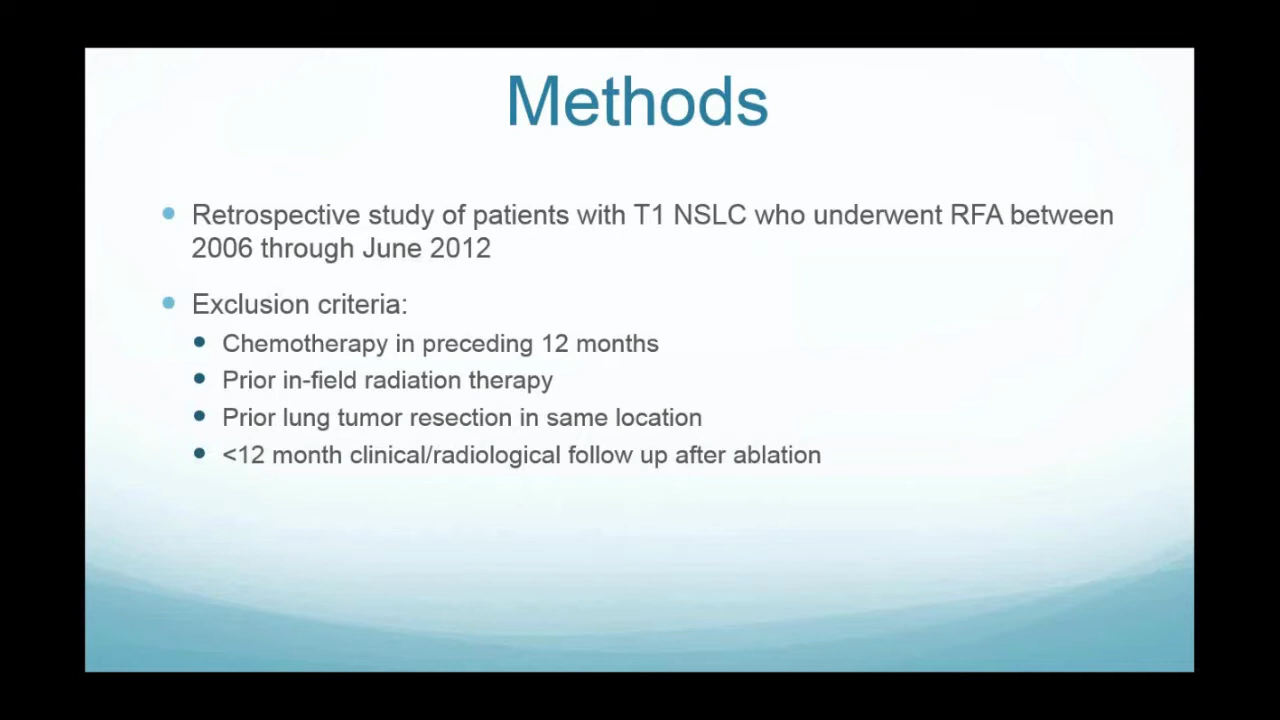 Methods
Retrospective study of patients with T1 NSLC who underwent RFA between
2006 through June 2012
Exclusion criteria:
Chemotherapy in preceding 12 months
Prior in-field radiation therapy
Prior lung tumor resection in same location
<12 month clinical/radiological follow up after ablation